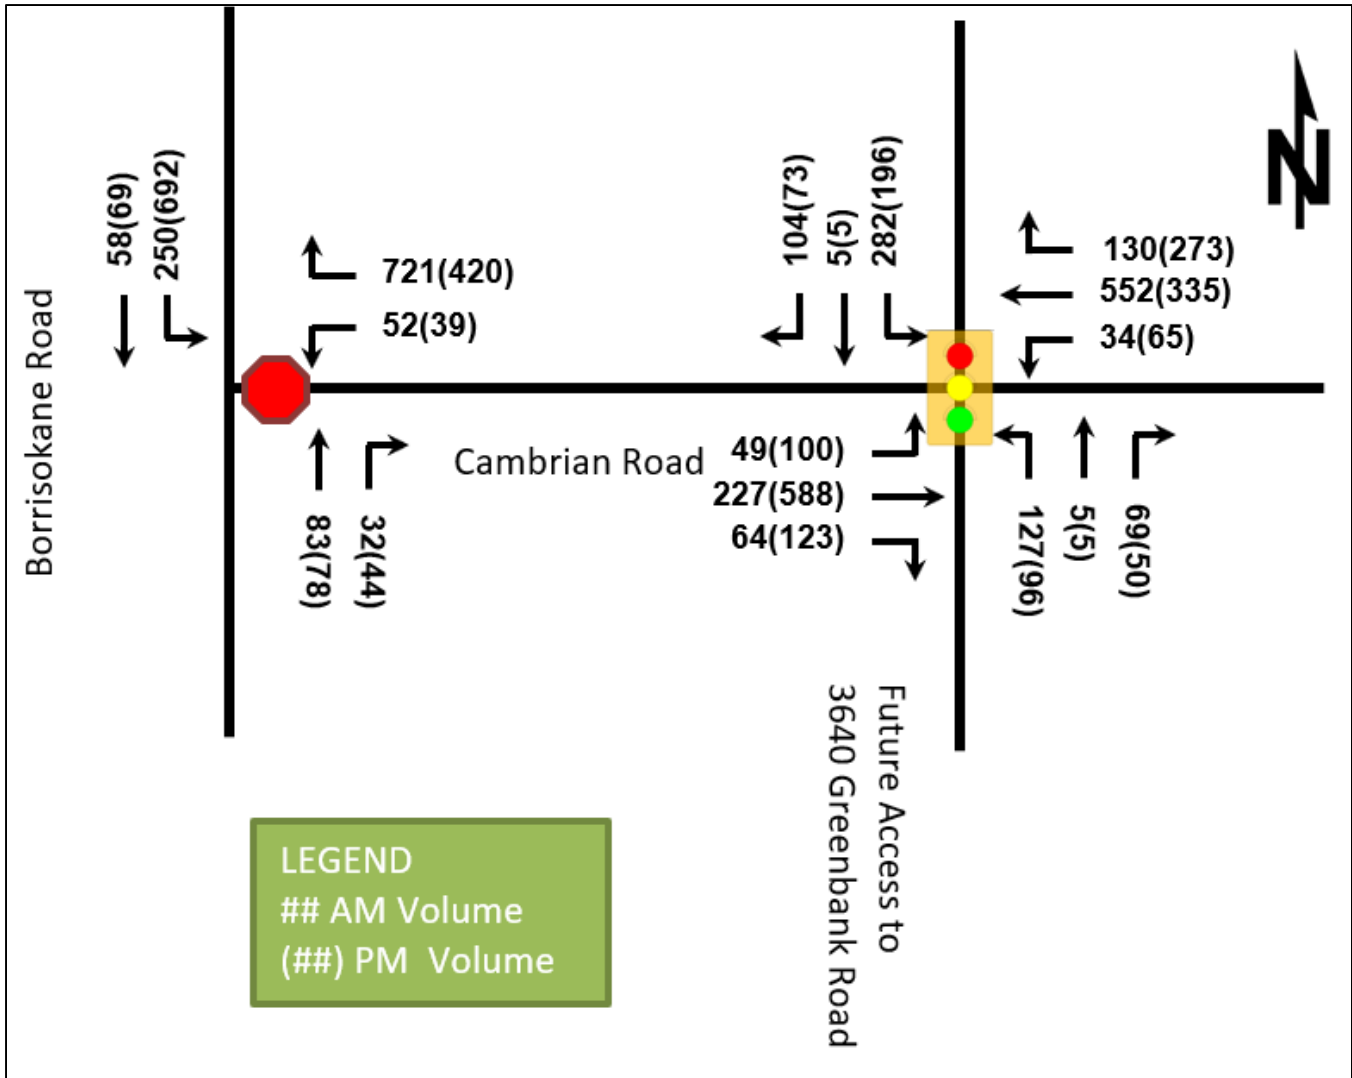 N
58(69)
250(692)
721(420)
52(39)
83(78)
32(44)
Borrisokane Road
Cambrian Road
104(73)
5(5)
282(196)
130(273)
552(335)
34(65)
49(100)
227(588)
64(123)
127(96)
5(5)
69(50)
Future Access to
3640 Greenbank Road
LEGEND
## AM Volume
(##) PM Volume